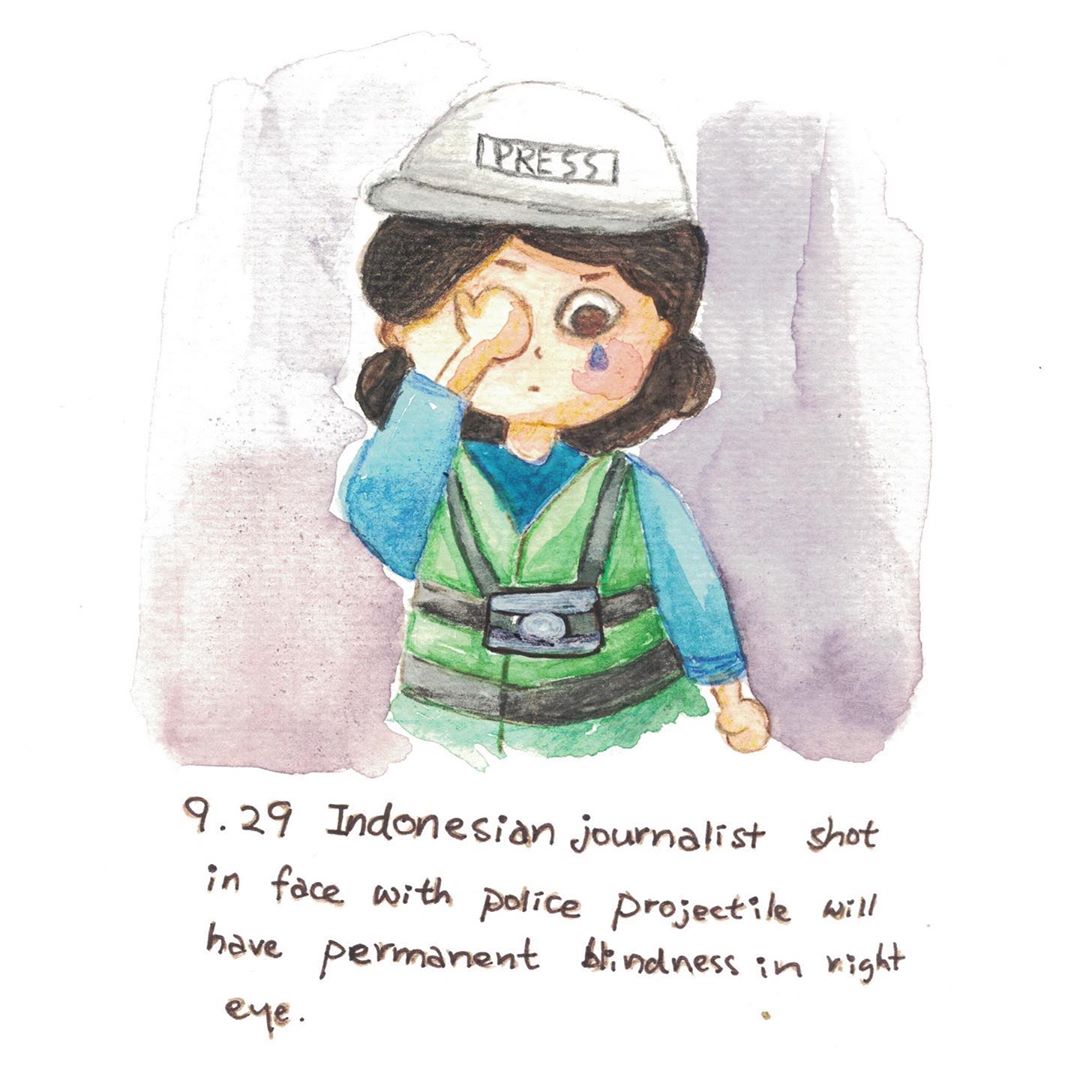 PRESS
9.29 Indonesian journalist shot
in face with police projectile will
have permanent blindness in right
eye.